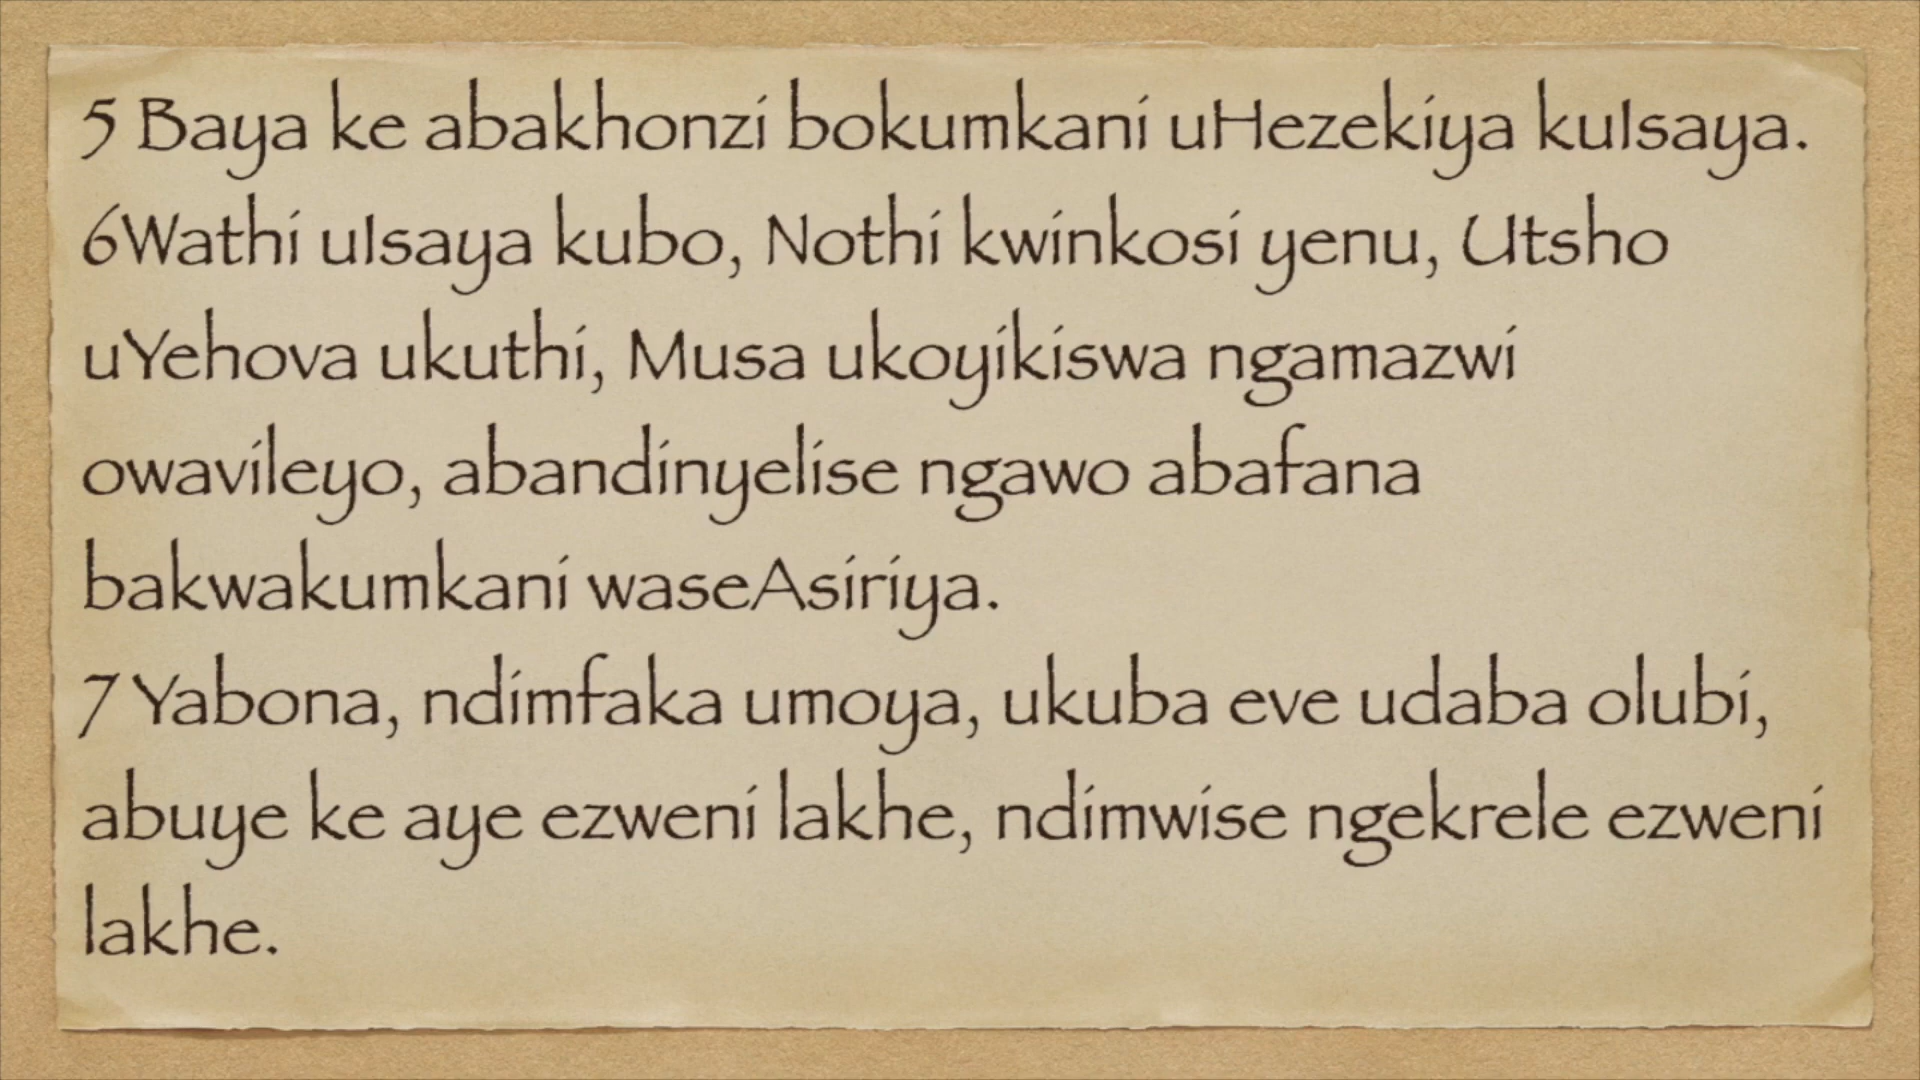 5 Baya ke abakhonzi bokumkani uHezekiya kuIsaya.
6Wathi uIsaya kubo, Nothi kwinkosi yenu, Utsho
uYehova ukuthi, Musa ukoyikiswa ngamazwi
owavileyo, abandinyelise ngawo abafana
bakwakumkani waseAsiriya.
7 Yabona, ndimfaka umoya, ukuba eve udaba olubi,
abuye ke aye ezweni lakhe, ndimwise ngekrele ezweni
lakhe.